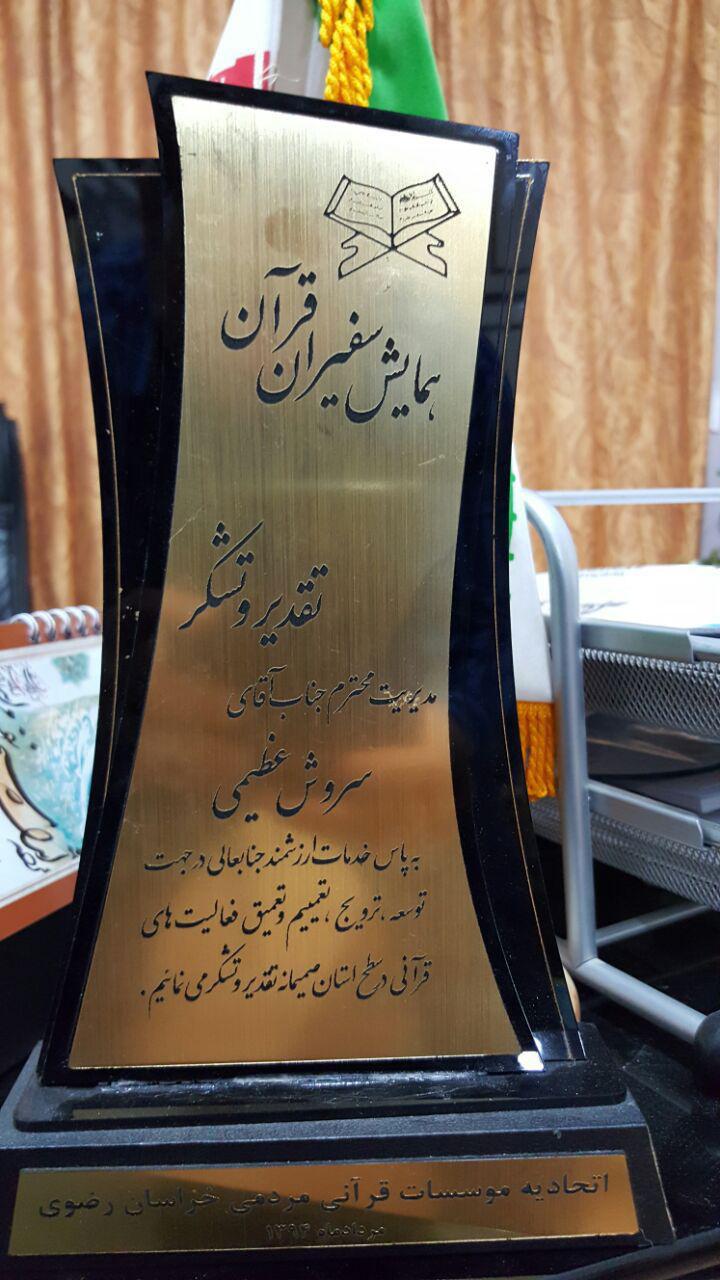 همایش سفیران قرآن
تقدیر و تشکر
مدیریت محترم جناب آقای
سروش عظیمی
به پاس خدمات ارزشمند جنابعالی در جهت
توسعه ، ترویج ، تعمیم و تعمیق فعالیت های
قرآنی در سطح استان صمیمانه تقدیر و تشکر می نمائیم .
اتحادیه موسسات قرآنی مردمی خراسان رضوی
مردادماه ۱۳۹۴